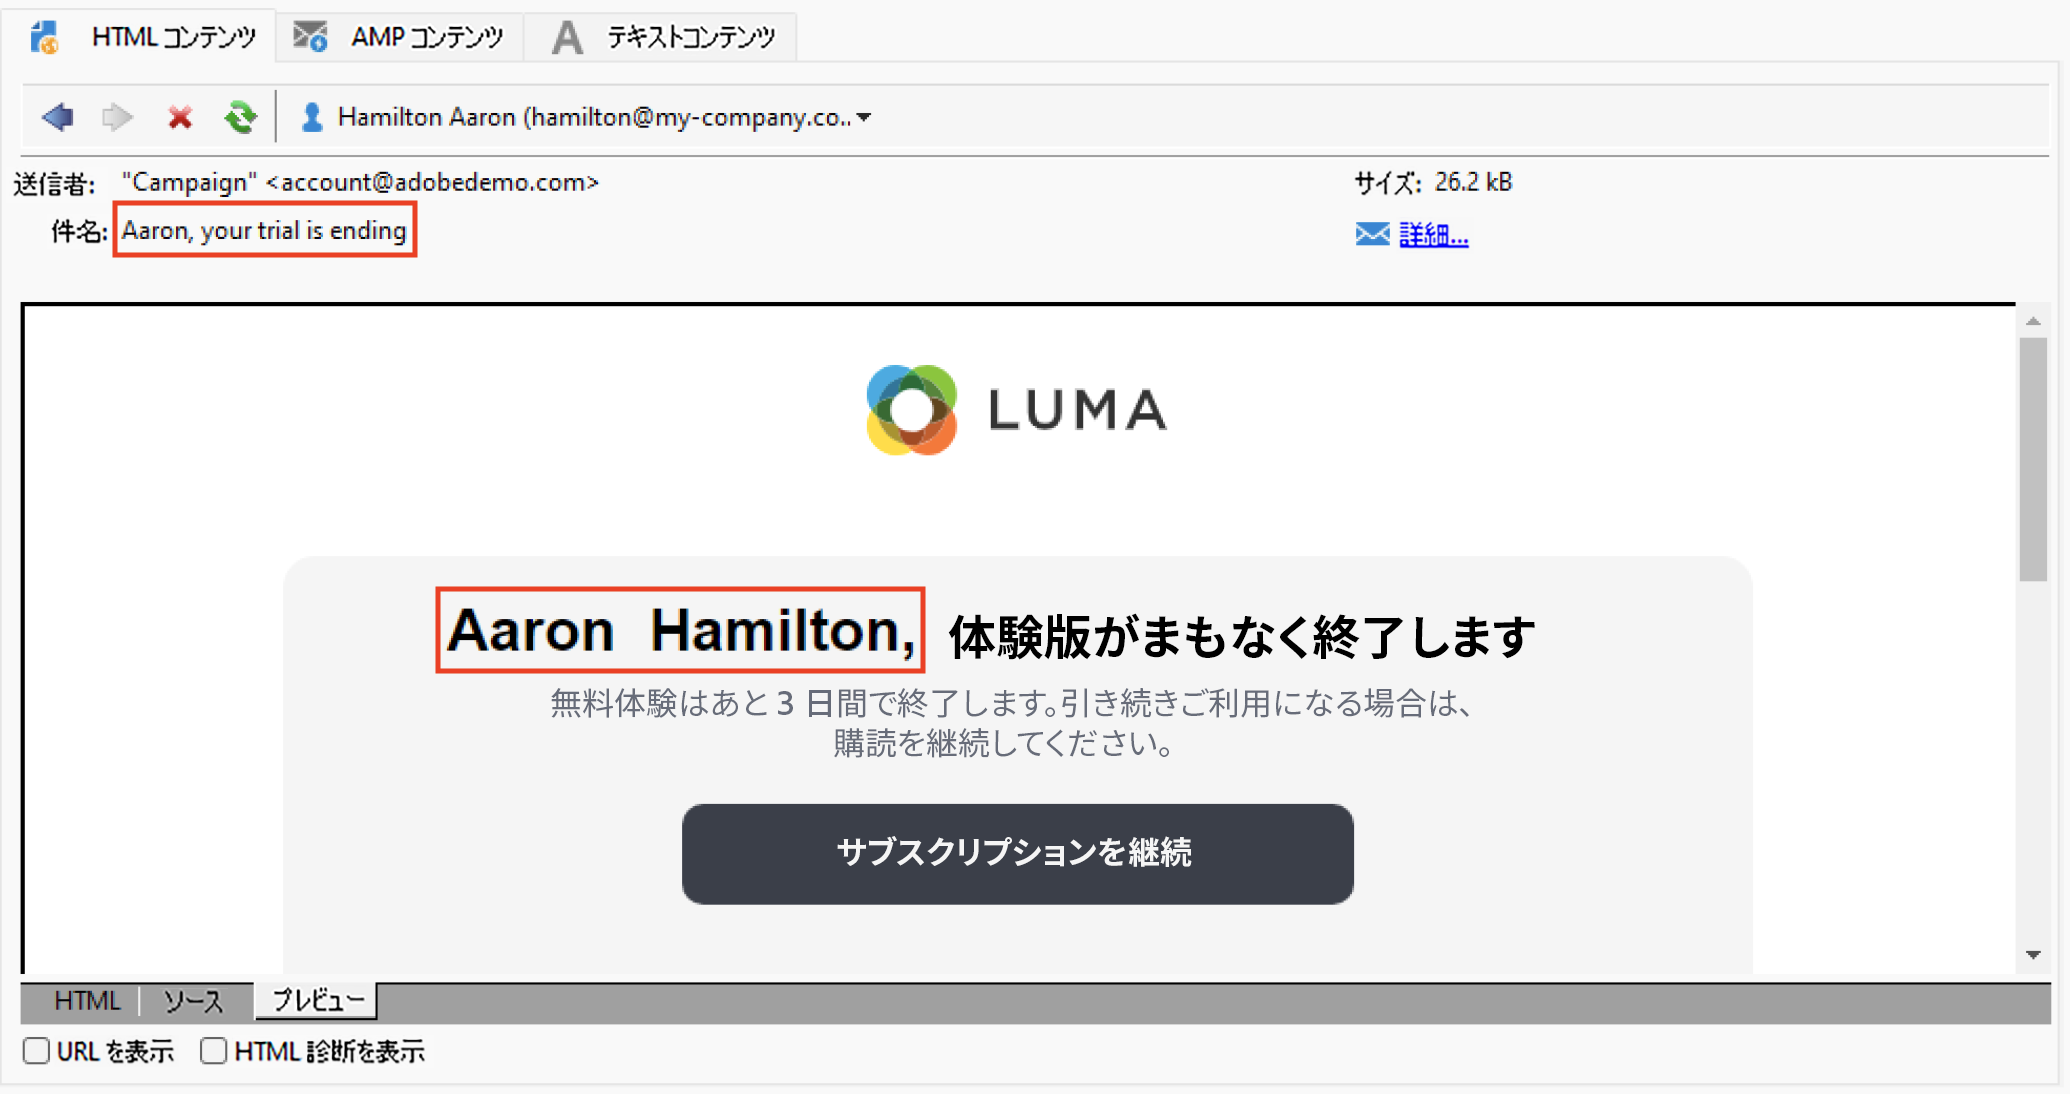 HTML コンテンツ AMP コンテンツ テキストコンテンツ
Hamilton Aaron (hamilton@my-company.co..
送信者: "Campaign" <account@adobedemo.com> サイズ: 26.2 kB
件名: Aaron, your trial is ending 詳細...
LUMA
Aaron Hamilton, 体験版がまもなく終了します
無料体験はあと 3 日間で終了します。引き続きご利用になる場合は、
購読を継続してください。
サブスクリプションを継続
HTML ソース プレビュー
URL を表示 HTML 診断を表示